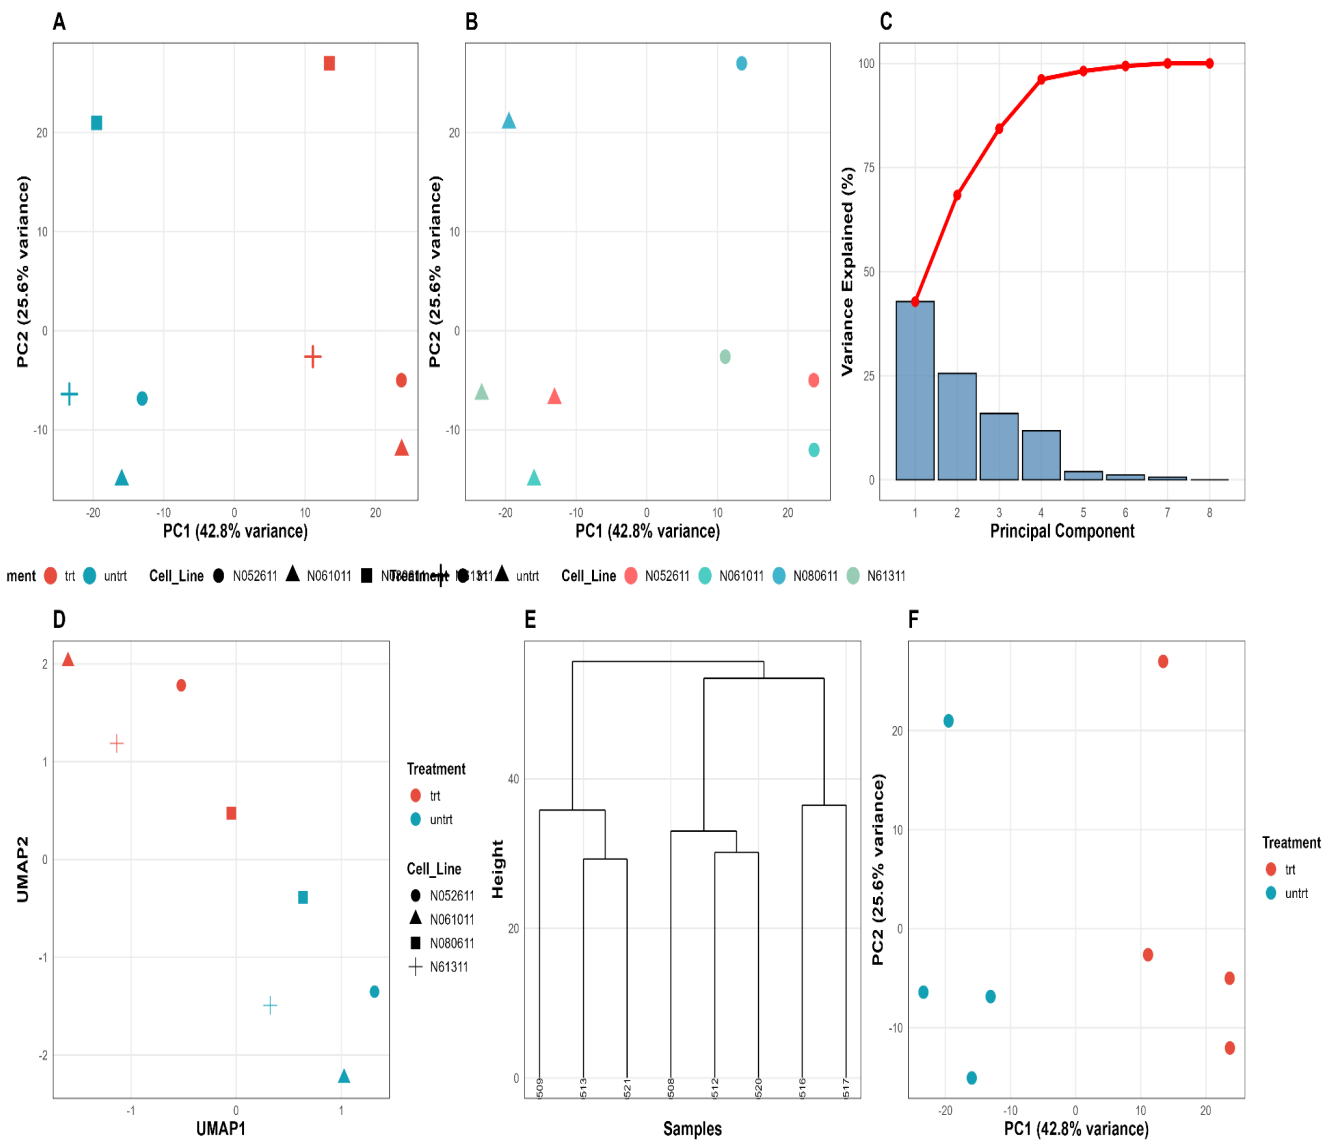 A
B
C
PC2 (25.6% variance)
20
10
0
-10
-20
-10
0
10
20
PC1 (42.8% variance)
PC2 (25.6% variance)
20
10
0
-10
-20
-10
0
10
20
PC1 (42.8% variance)
Variance Explained (%)
100
75
50
25
0
1
2
3
4
5
6
7
8
Principal Component
ment trt untrt Cell_Line N052611 N061011
Treatment untrt Cell_Line N052611 N061011 N080611 N61311
D
E
F
UMAP2
2
1
0
-1
-2
-1
0
1
UMAP1
Treatment
trt
untrt
Cell_Line
N052611
N061011
N080611
N61311
Height
40
20
0
509
513
521
508
512
520
516
517
Samples
PC2 (25.6% variance)
20
10
0
-10
-20
-10
0
10
20
PC1 (42.8% variance)
Treatment
trt
untrt